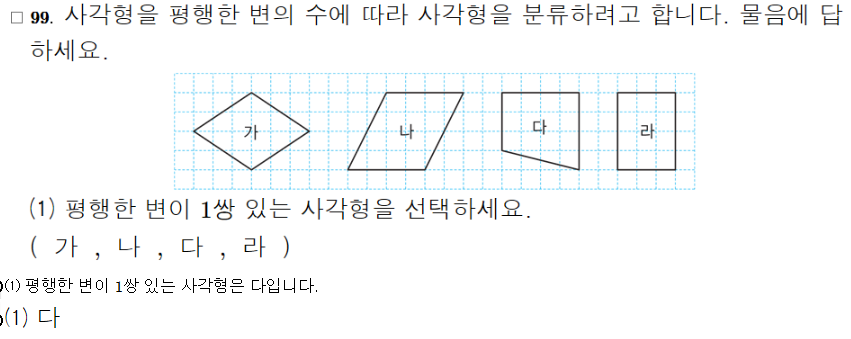 □ 99. 사각형을 평행한 변의 수에 따라 사각형을 분류하려고 합니다. 물음에 답
하세요.
가 나 다 라
(1) 평행한 변이 1쌍 있는 사각형을 선택하세요.
( 가 , 나 , 다 , 라 )
(1) 평행한 변이 1쌍 있는 사각형은 다입니다.
(1) 다